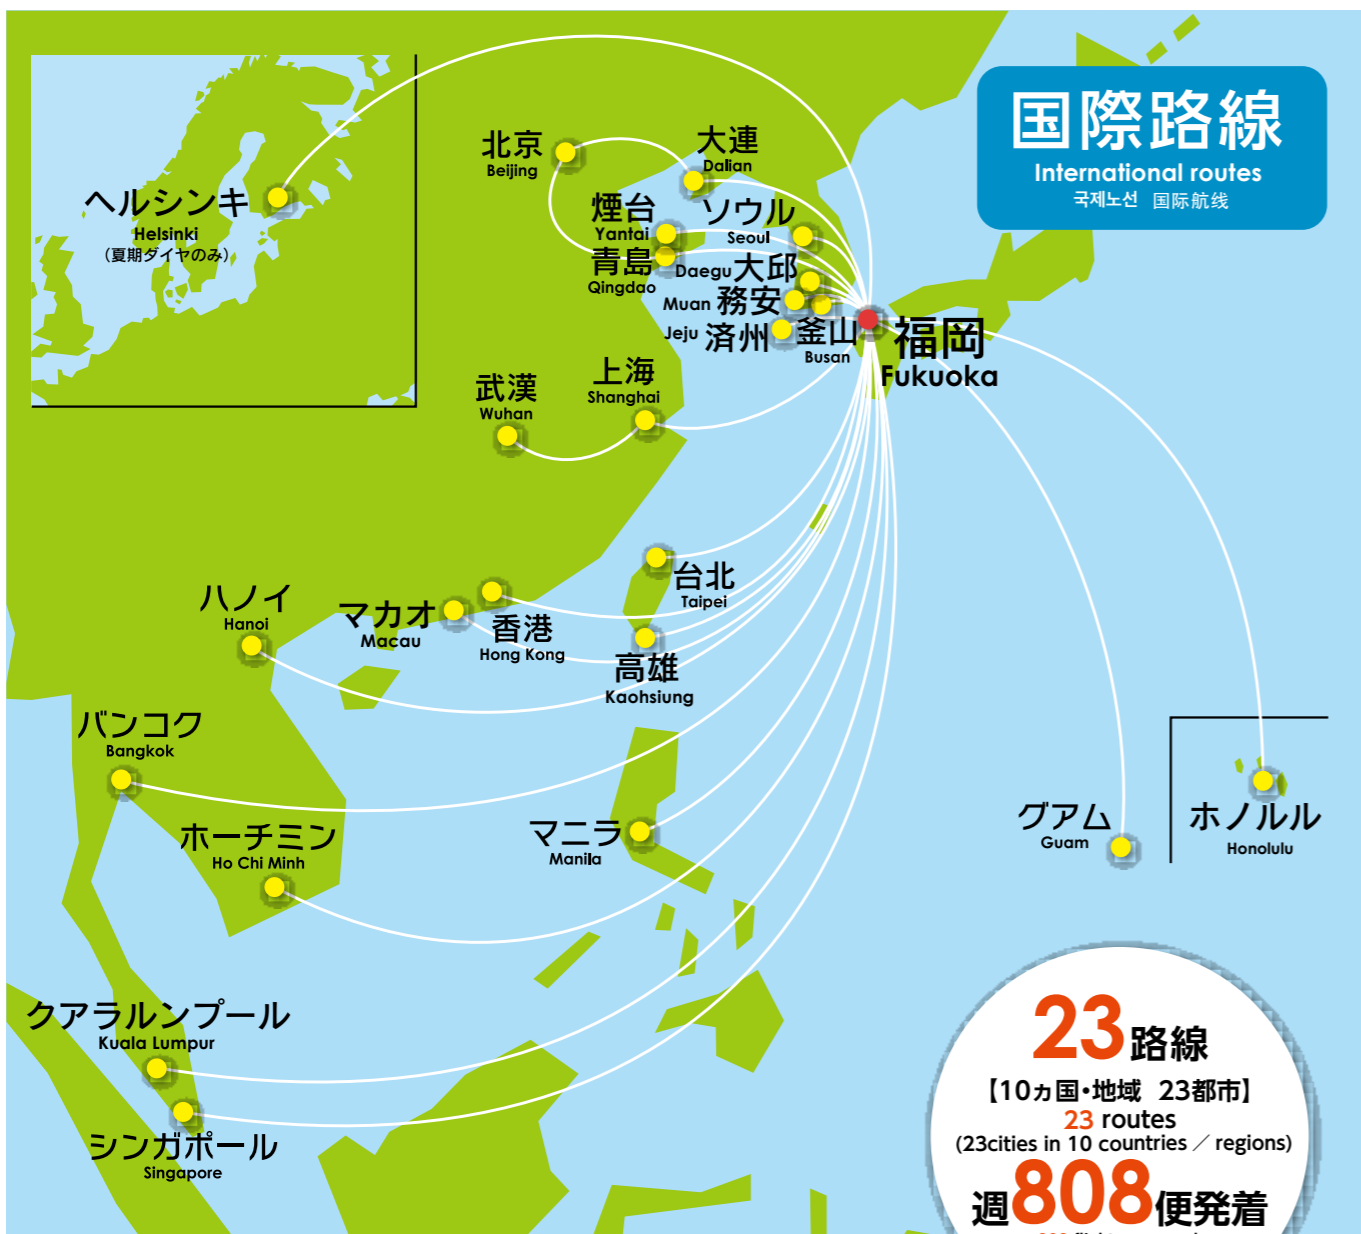 国際路線
International routes
국제노선 国际航线
ヘルシンキ
Helsinki
（夏期ダイヤのみ）
北京
Beijing
大連
Dalian
煙台
Yantai
ソウル
Seoul
青島
Qingdao
Daegu 大邱
Muan 務安
Jeju 済州
釜山
Busan
福岡
Fukuoka
武漢
Wuhan
上海
Shanghai
台北
Taipei
ハノイ
Hanoi
マカオ
Macau
香港
Hong Kong
高雄
Kaohsiung
バンコク
Bangkok
ホーチミン
Ho Chi Minh
マニラ
Manila
グアム
Guam
ホノルル
Honolulu
クアラルンプール
Kuala Lumpur
シンガポール
Singapore
23路線
【10ヵ国・地域 23都市】
23 routes
(23cities in 10 countries／regions)
週808便発着